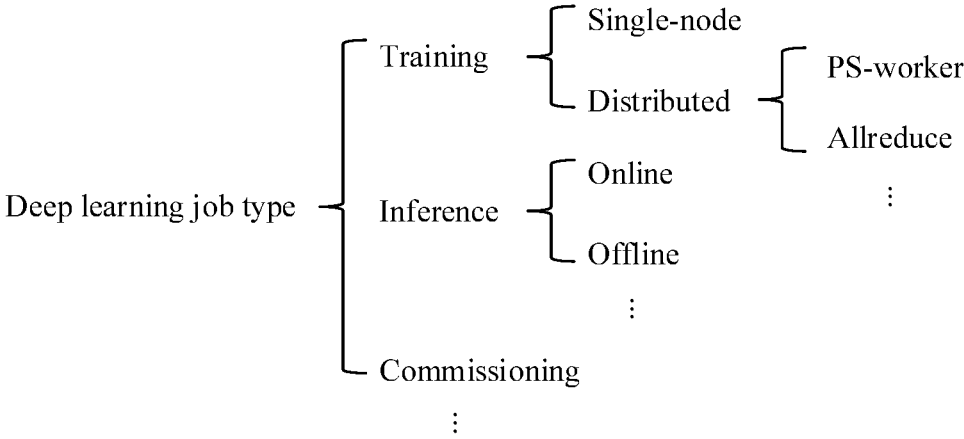 Deep learning job type
Training
Single-node
Distributed
PS-worker
Allreduce
⋮
Inference
Online
Offline
⋮
Commissioning
⋮